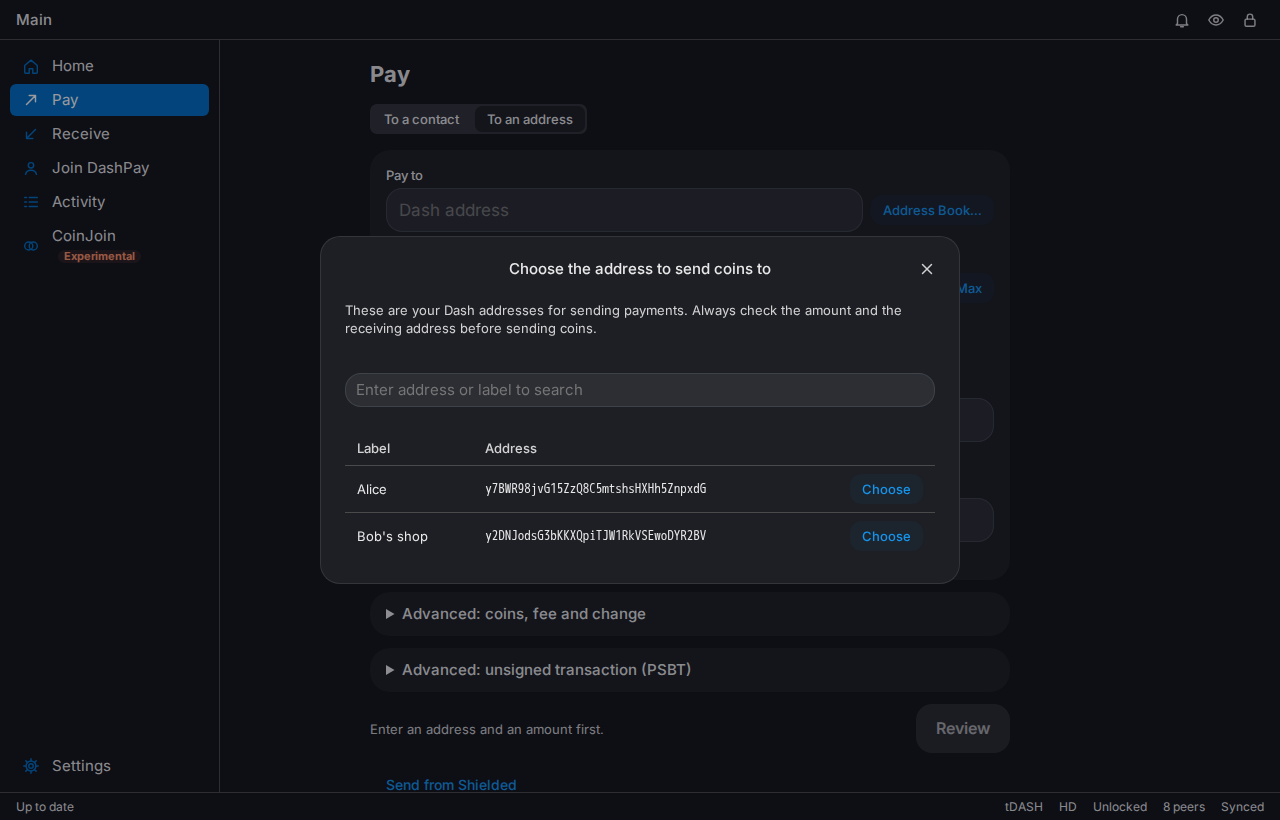 Main
Home
Pay
Receive
Join DashPay
Activity
CoinJoin
Experimental
Settings
Pay
To a contact
To an address
Pay to
Dash address
Address Book...
Max
Choose the address to send coins to
These are your Dash addresses for sending payments. Always check the amount and the
receiving address before sending coins.
Enter address or label to search
Label Address
Alice y7BWR98jvG15ZzQ8C5mtshsHXHh5ZnpxdG Choose
Bob's shop y2DNJodsG3bKKXQpiTJW1RkVSEwoDYR2BV Choose
Advanced: coins, fee and change
Advanced: unsigned transaction (PSBT)
Enter an address and an amount first.
Review
Send from Shielded
Up to date
tDASH HD Unlocked 8 peers Synced